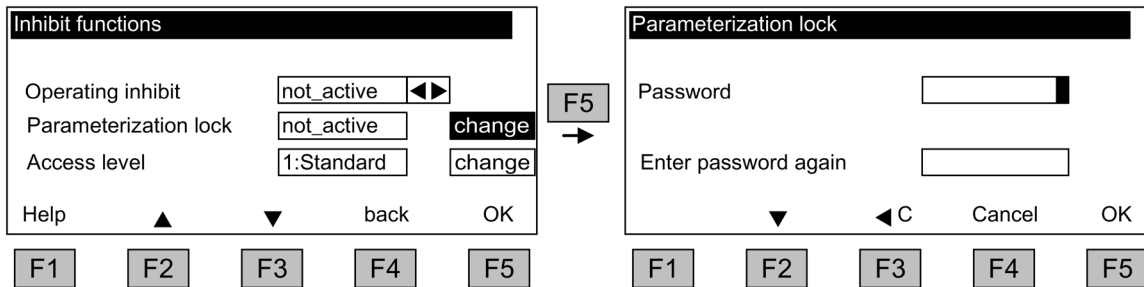 Inhibit functions
Operating inhibit not_active
Parameterization lock not_active change
Access level 1:Standard change
Help back OK
F1 F2 F3 F4 F5
F5
Parameterization lock
Password
Enter password again
C Cancel OK
F1 F2 F3 F4 F5